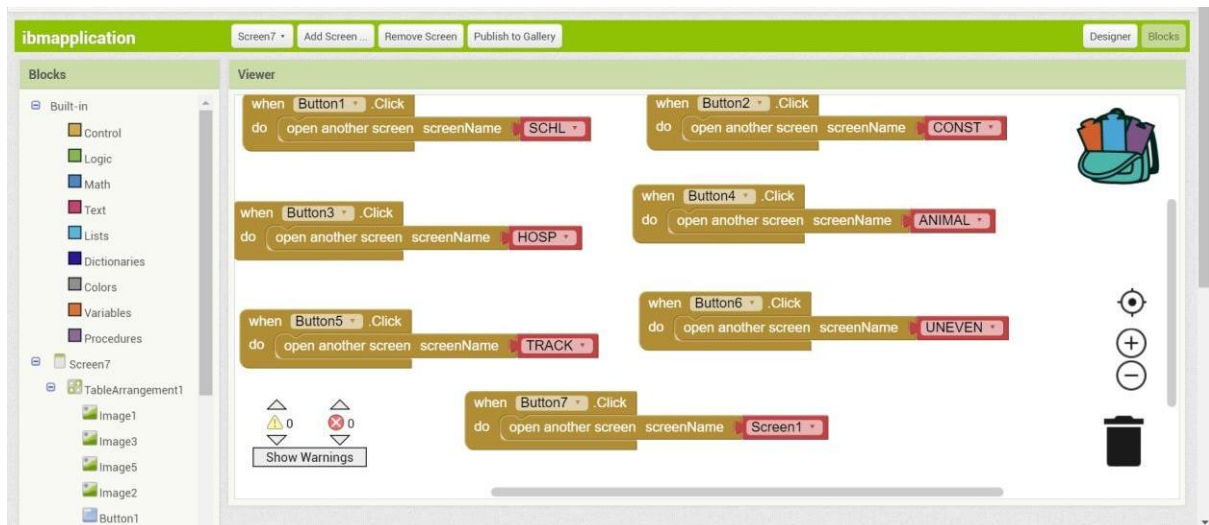 ibmapplication Screen7 Add Screen ... Remove Screen Publish to Gallery Designer Blocks
Blocks
Viewer
Built-in
Control
Logic
Math
Text
Lists
Dictionaries
Colors
Variables
Procedures
Screen7
TableArrangement1
Image1
Image3
Image5
Image2
Button1
when Button1 .Click
do open another screen screenName SCHL
when Button2 .Click
do open another screen screenName CONST
when Button3 .Click
do open another screen screenName HOSP
when Button4 .Click
do open another screen screenName ANIMAL
when Button5 .Click
do open another screen screenName TRACK
when Button6 .Click
do open another screen screenName UNEVEN
when Button7 .Click
do open another screen screenName Screen1
0 0
Show Warnings